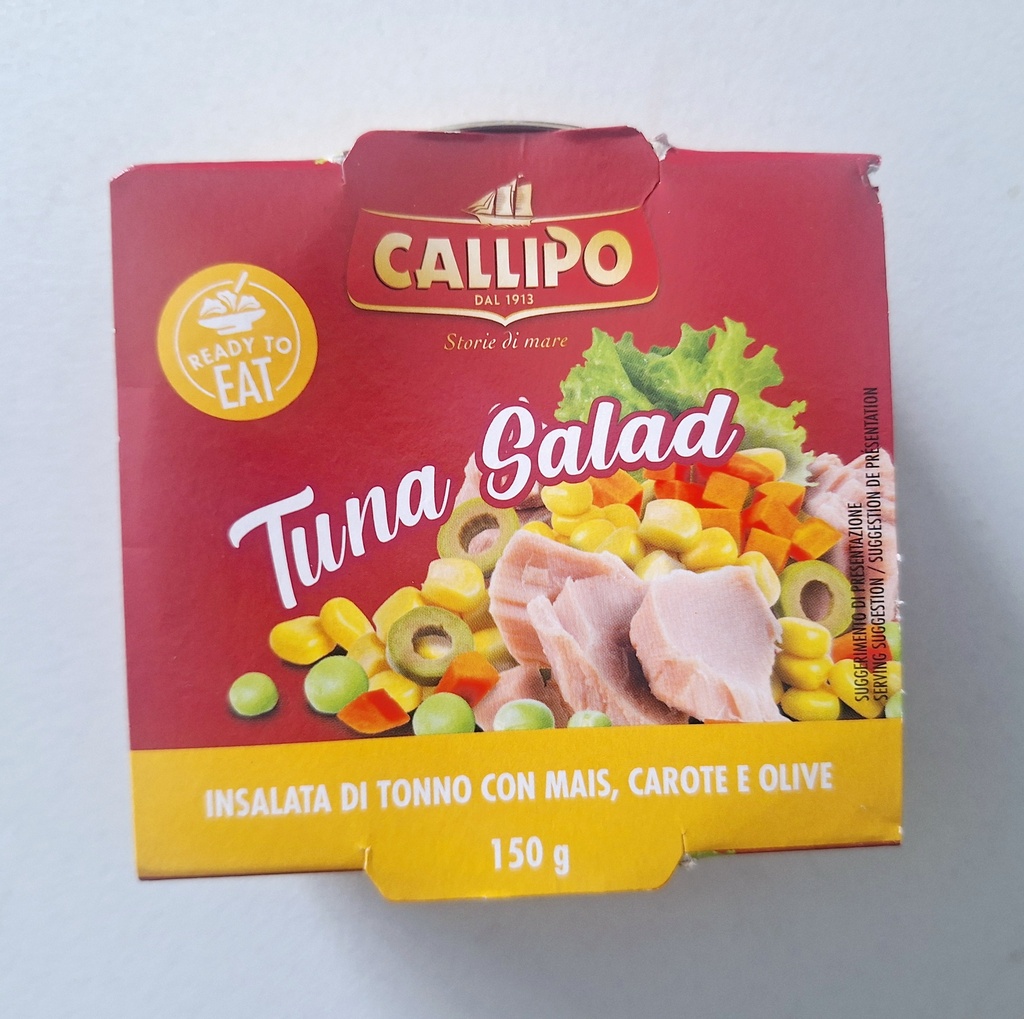 CALLIPO
DAL 1913
Storie di mare
READY TO
EAT
Tuna Salad
INSALATA DI TONNO CON MAIS, CAROTE E OLIVE
150 g
SUGGERIMENTO DI PRESENTAZIONE
SERVING SUGGESTION / SUGGESTION DE PRÉSENTATION